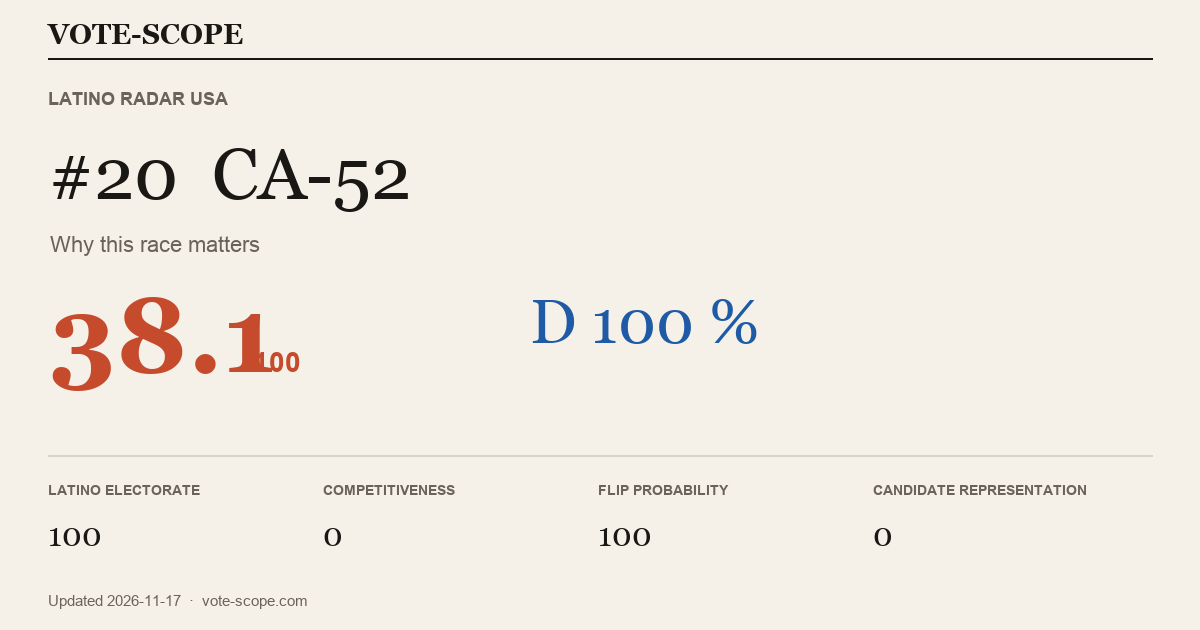 VOTE-SCOPE
LATINO RADAR USA
#20 CA-52
Why this race matters
38.1
/100
D 100 %
LATINO ELECTORATE
COMPETITIVENESS
FLIP PROBABILITY
CANDIDATE REPRESENTATION
100
0
100
0
Updated 2026-11-17 · vote-scope.com